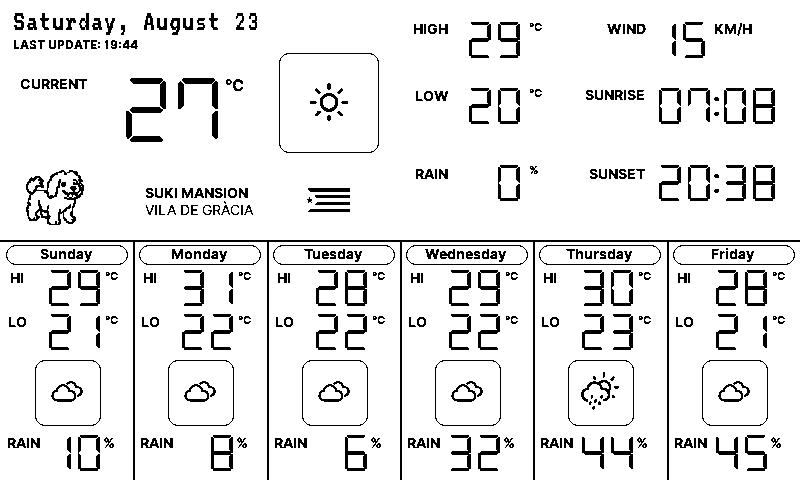 Saturday, August 23
LAST UPDATE: 19:44
CURRENT 27 °C
HIGH 29 °C
WIND 15 KM/H
LOW 20 °C
SUNRISE 07:08
RAIN 0 %
SUNSET 20:38
SUKI MANSION
VILA DE GRÀCIA
Sunday
HI 29 °C
LO 21 °C
RAIN 10 %
Monday
HI 31 °C
LO 22 °C
RAIN 8 %
Tuesday
HI 28 °C
LO 22 °C
RAIN 6 %
Wednesday
HI 29 °C
LO 22 °C
RAIN 32 %
Thursday
HI 30 °C
LO 23 °C
RAIN 44 %
Friday
HI 28 °C
LO 21 °C
RAIN 45 %